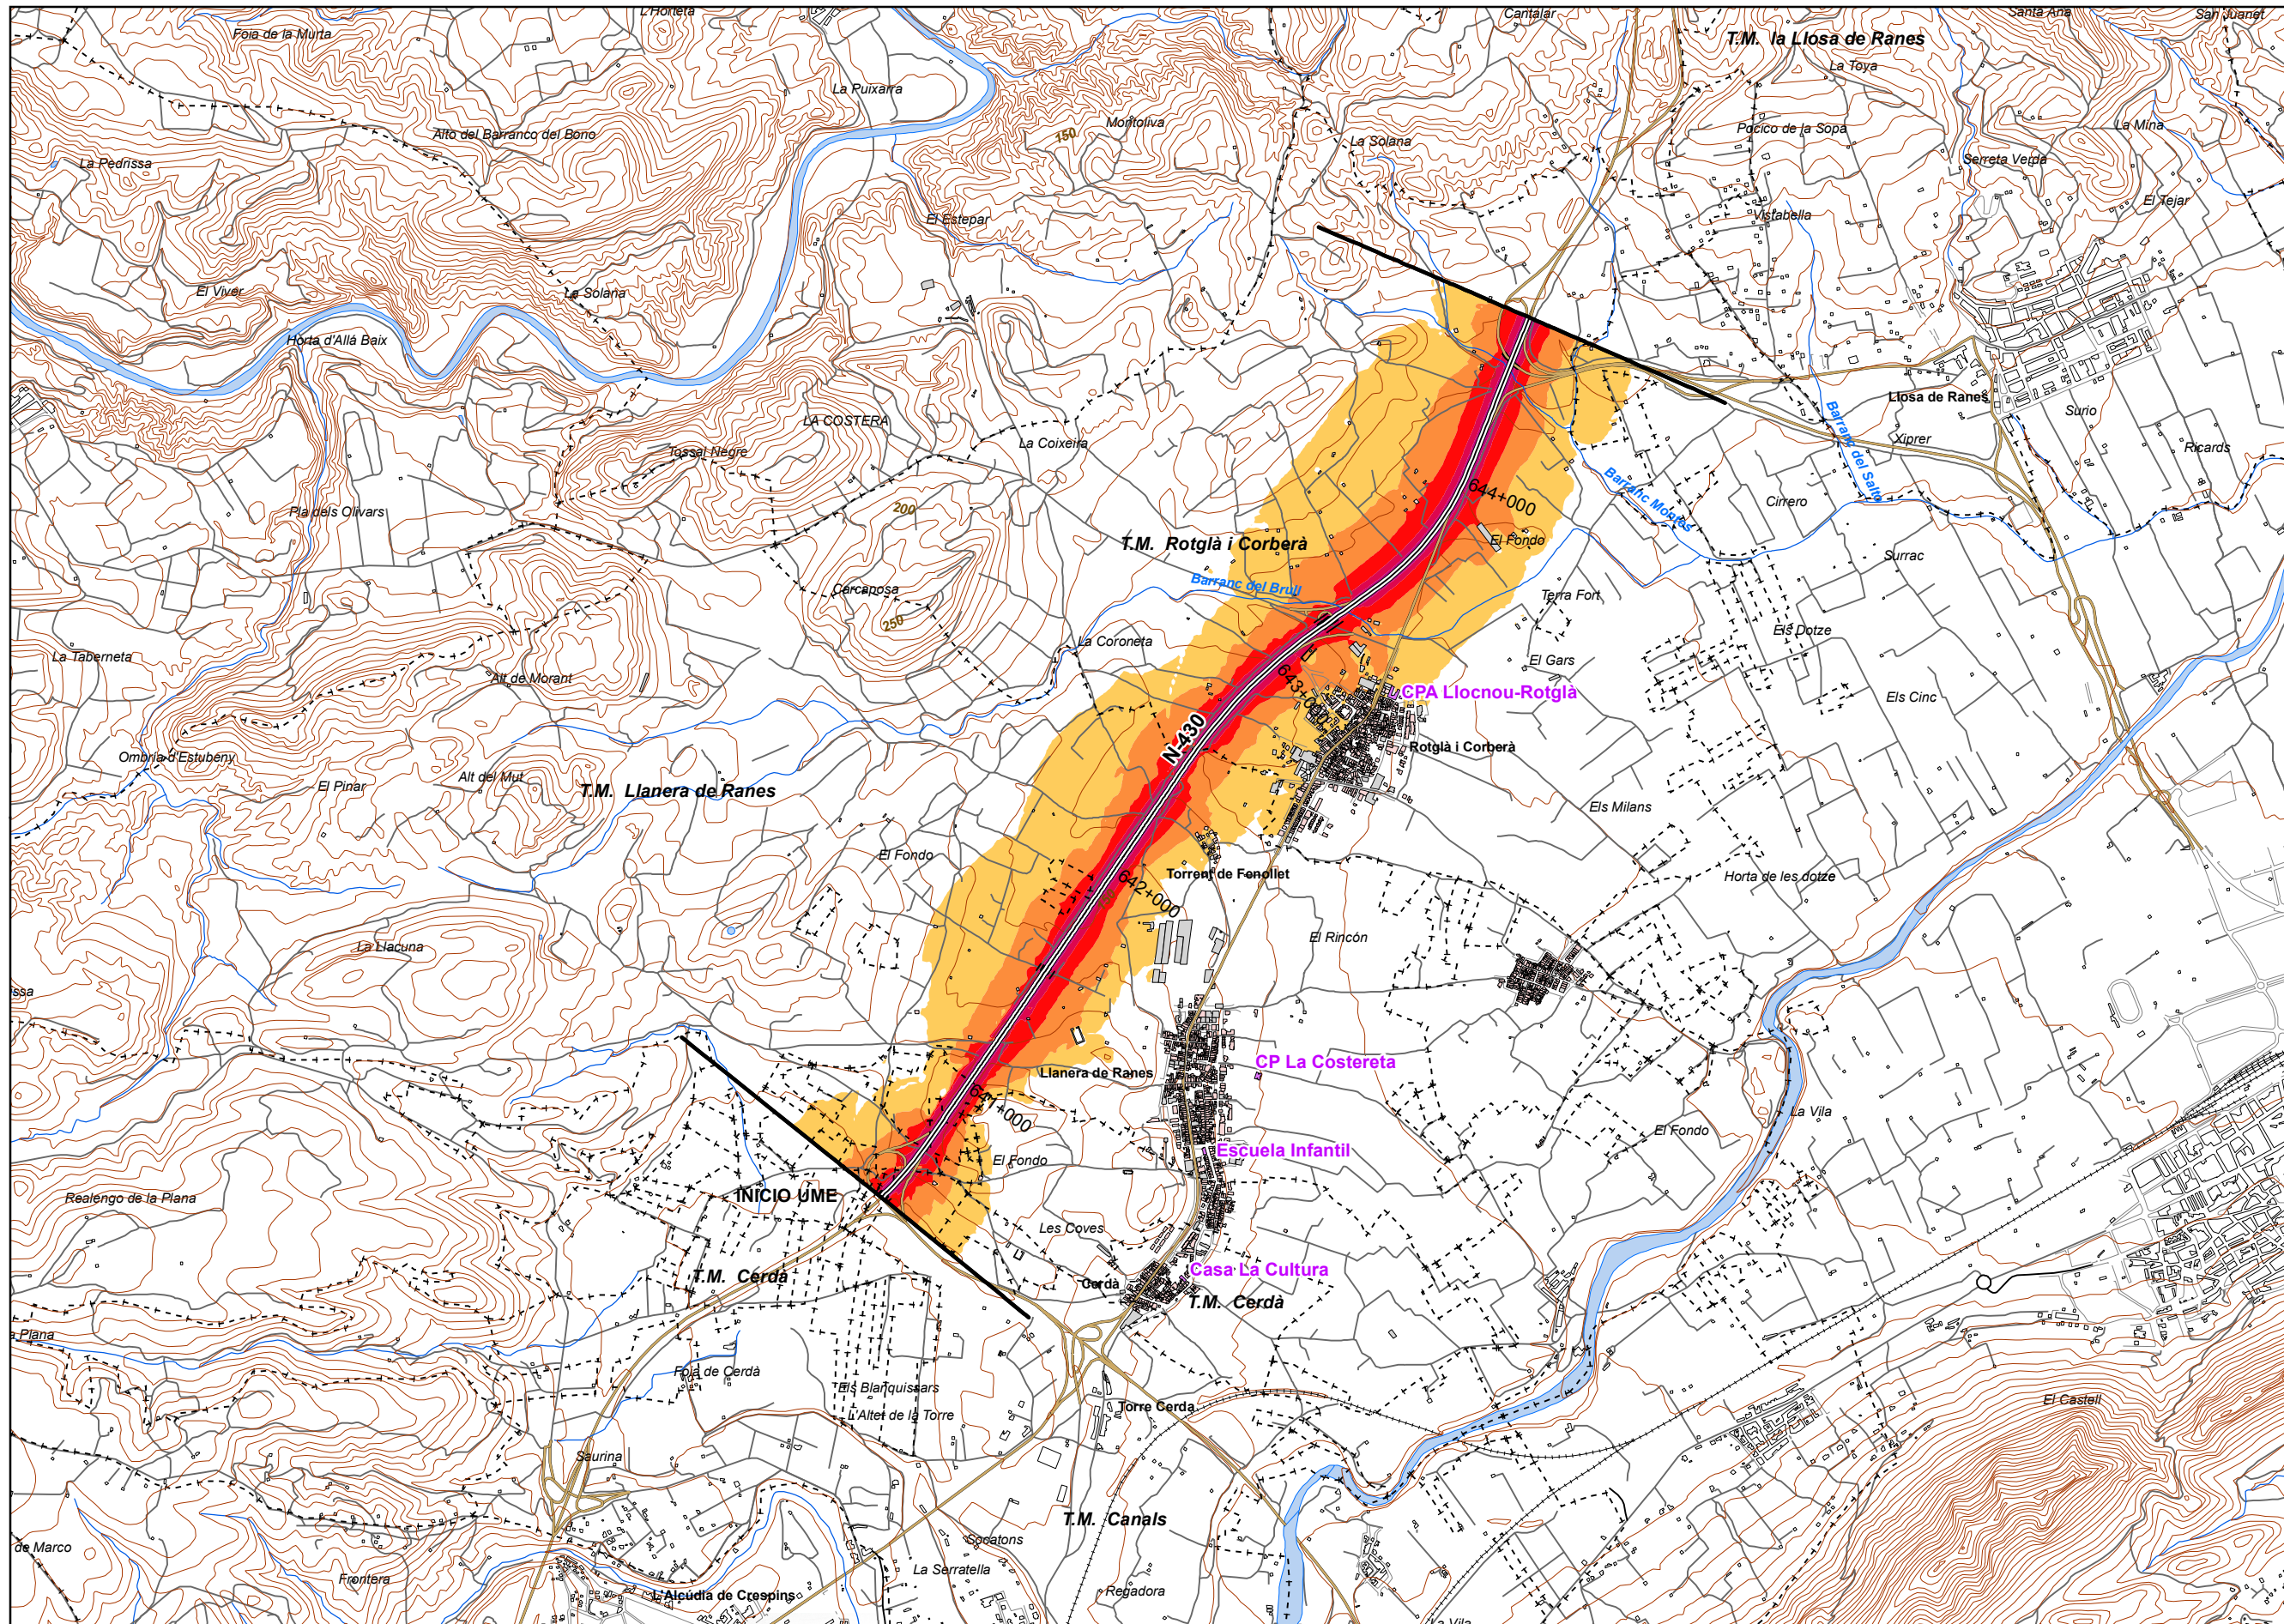 L'Horteta
Cantalar
Santa Ana
San Juanet
Foia de la Murta
T.M. la Llosa de Ranes
La Toya
La Puixarra
Alto del Barranco del Bono
150
Montoliva
La Solana
Pocico de la Sopa
La Mina
La Pedrissa
Serreta Verda
El Tejar
El Estepar
Vistabella
El Viver
La Solana
Horta d'Allà Baix
Llosa de Ranes
Surio
LA COSTERA
La Coixeira
Barranc del Salto
Xiprer
Ricards
Tossal Negre
644+000
Barranc Montes
Cirrero
Pla dels Olivars
200
T.M. Rotglà i Corberà
El Fondo
Surrac
Barranc del Brull
Carcaposa
250
Terra Fort
Els Dotze
La Coroneta
La Taberneta
Alt de Morant
El Gars
643+000
CPA Llocnou-Rotglà
Els Cinc
N-430
Rotglà i Corberà
Ombria d'Estubeny
El Pinar
Alt del Mut
T.M. Llanera de Ranes
Els Milans
El Fondo
Torrent de Fenollet
642+000
Horta de les dotze
La Llacuna
El Rincón
issa
Llanera de Ranes
CP La Costereta
641+000
La Vila
El Fondo
Escuela Infantil
El Fondo
Realengo de la Plana
INICIO UME
Les Coves
T.M. Cerdà
Cerdà
Casa La Cultura
T.M. Cerdà
a Plana
Foia de Cerdà
Els Blanquissars
L'Altet de la Torre
Torre Cerda
El Castell
Saurina
T.M. Canals
Socatons
de Marco
La Serratella
Frontera
L'Alcúdia de Crespins
Regadora
La Vila